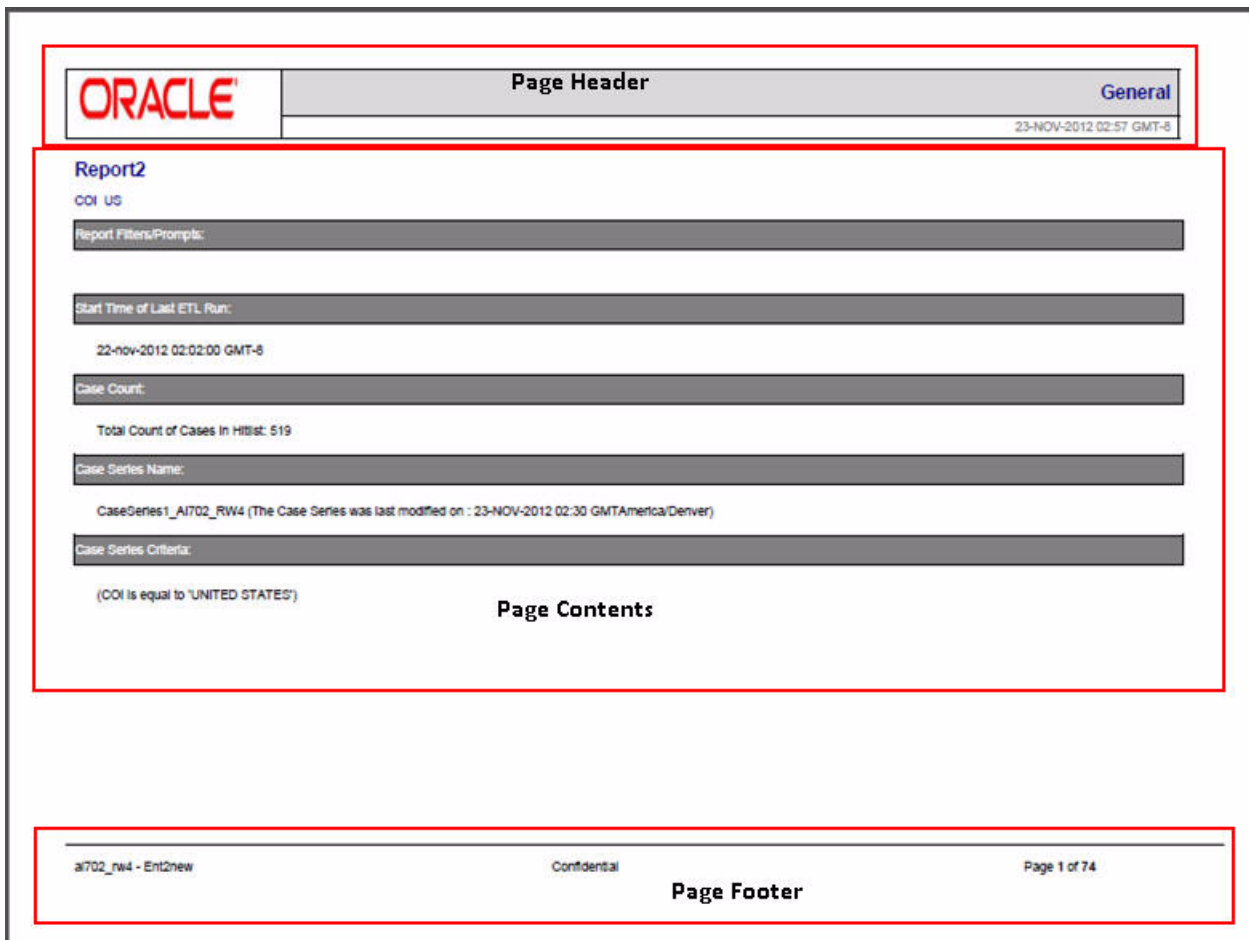 ORACLE
Page Header
General
23-NOV-2012 02:57 GMT-8
Report2
COI US
Report Filters/Prompts:
Start Time of Last ETL Run:
22-nov-2012 02:02:00 GMT-8
Case Count:
Total Count of Cases in Hitlist: 519
Case Series Name:
CaseSeries1_AI702_RW4 (The Case Series was last modified on : 23-NOV-2012 02:30 GMTAmerica/Denver)
Case Series Criteria:
(COI is equal to 'UNITED STATES')
Page Contents
ai702_rw4 - Ent2new
Confidential
Page 1 of 74
Page Footer